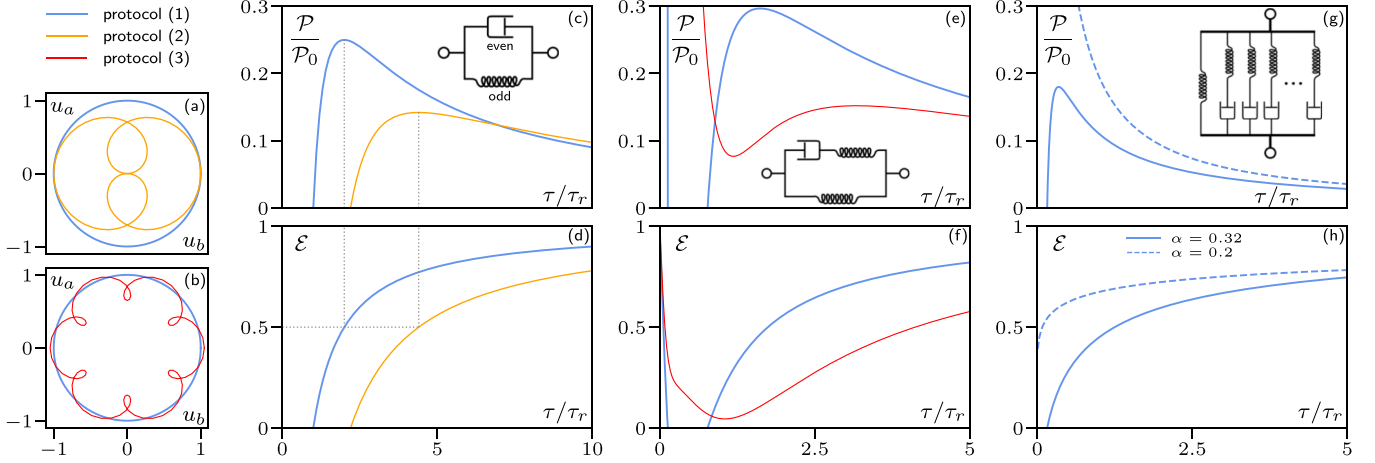 protocol (1)
protocol (2)
protocol (3)
(a)
u_a
1
0
−1
u_b
(b)
u_a
1
0
−1
u_b
−1
0
1
(c)
P/P_0
0.3
0.2
0.1
0
even
odd
τ/τ_r
(d)
ℰ
1
0.5
0
τ/τ_r
0
5
10
(e)
P/P_0
0.3
0.2
0.1
0
τ/τ_r
(f)
ℰ
1
0.5
0
τ/τ_r
0
2.5
5
(g)
P/P_0
0.3
0.2
0.1
0
τ/τ_r
(h)
ℰ
α = 0.32
α = 0.2
1
0.5
0
τ/τ_r
0
2.5
5